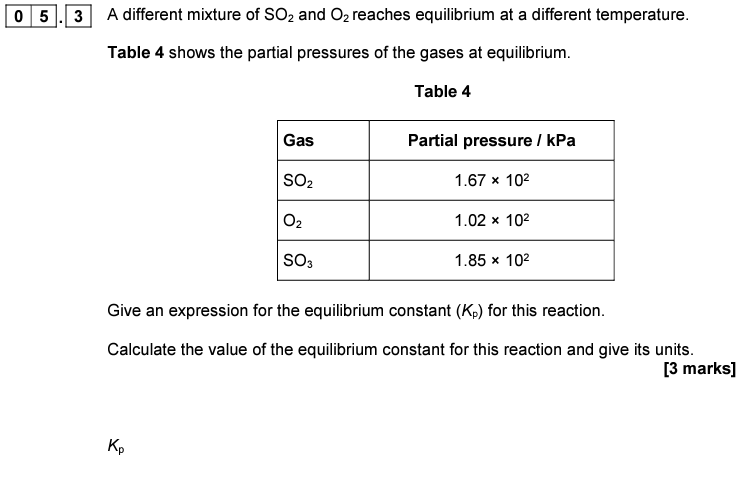 0 5 . 3 A different mixture of SO₂ and O₂ reaches equilibrium at a different temperature.
Table 4 shows the partial pressures of the gases at equilibrium.
Table 4
Gas Partial pressure / kPa
SO₂ 1.67 × 10²
O₂ 1.02 × 10²
SO₃ 1.85 × 10²
Give an expression for the equilibrium constant (Kₚ) for this reaction.
Calculate the value of the equilibrium constant for this reaction and give its units.
[3 marks]
Kₚ